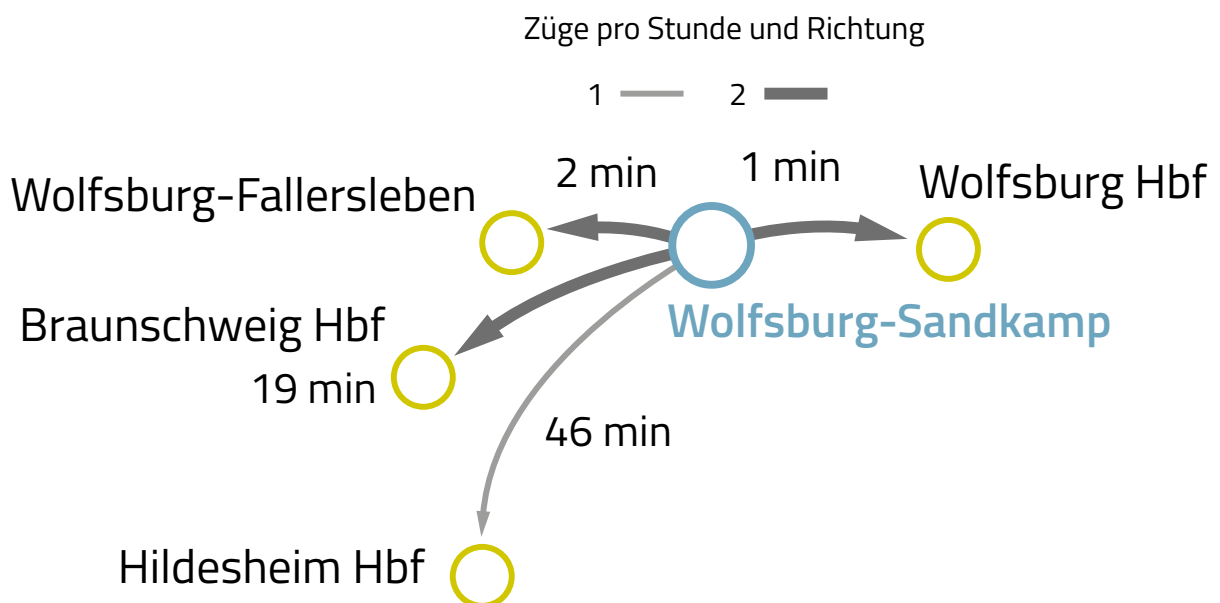 Züge pro Stunde und Richtung
1 2
2 min 1 min
Wolfsburg-Fallersleben
Wolfsburg Hbf
Wolfsburg-Sandkamp
Braunschweig Hbf
19 min
46 min
Hildesheim Hbf